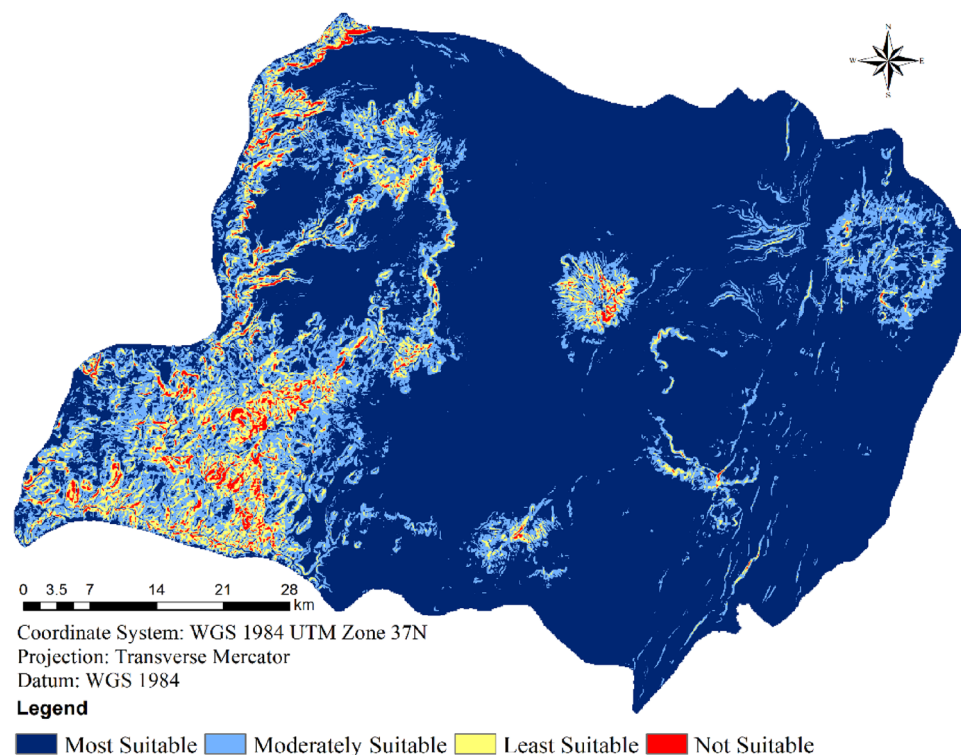 N
W E
S
0 3.5 7 14 21 28
km
Coordinate System: WGS 1984 UTM Zone 37N
Projection: Transverse Mercator
Datum: WGS 1984
Legend
Most Suitable Moderately Suitable Least Suitable Not Suitable